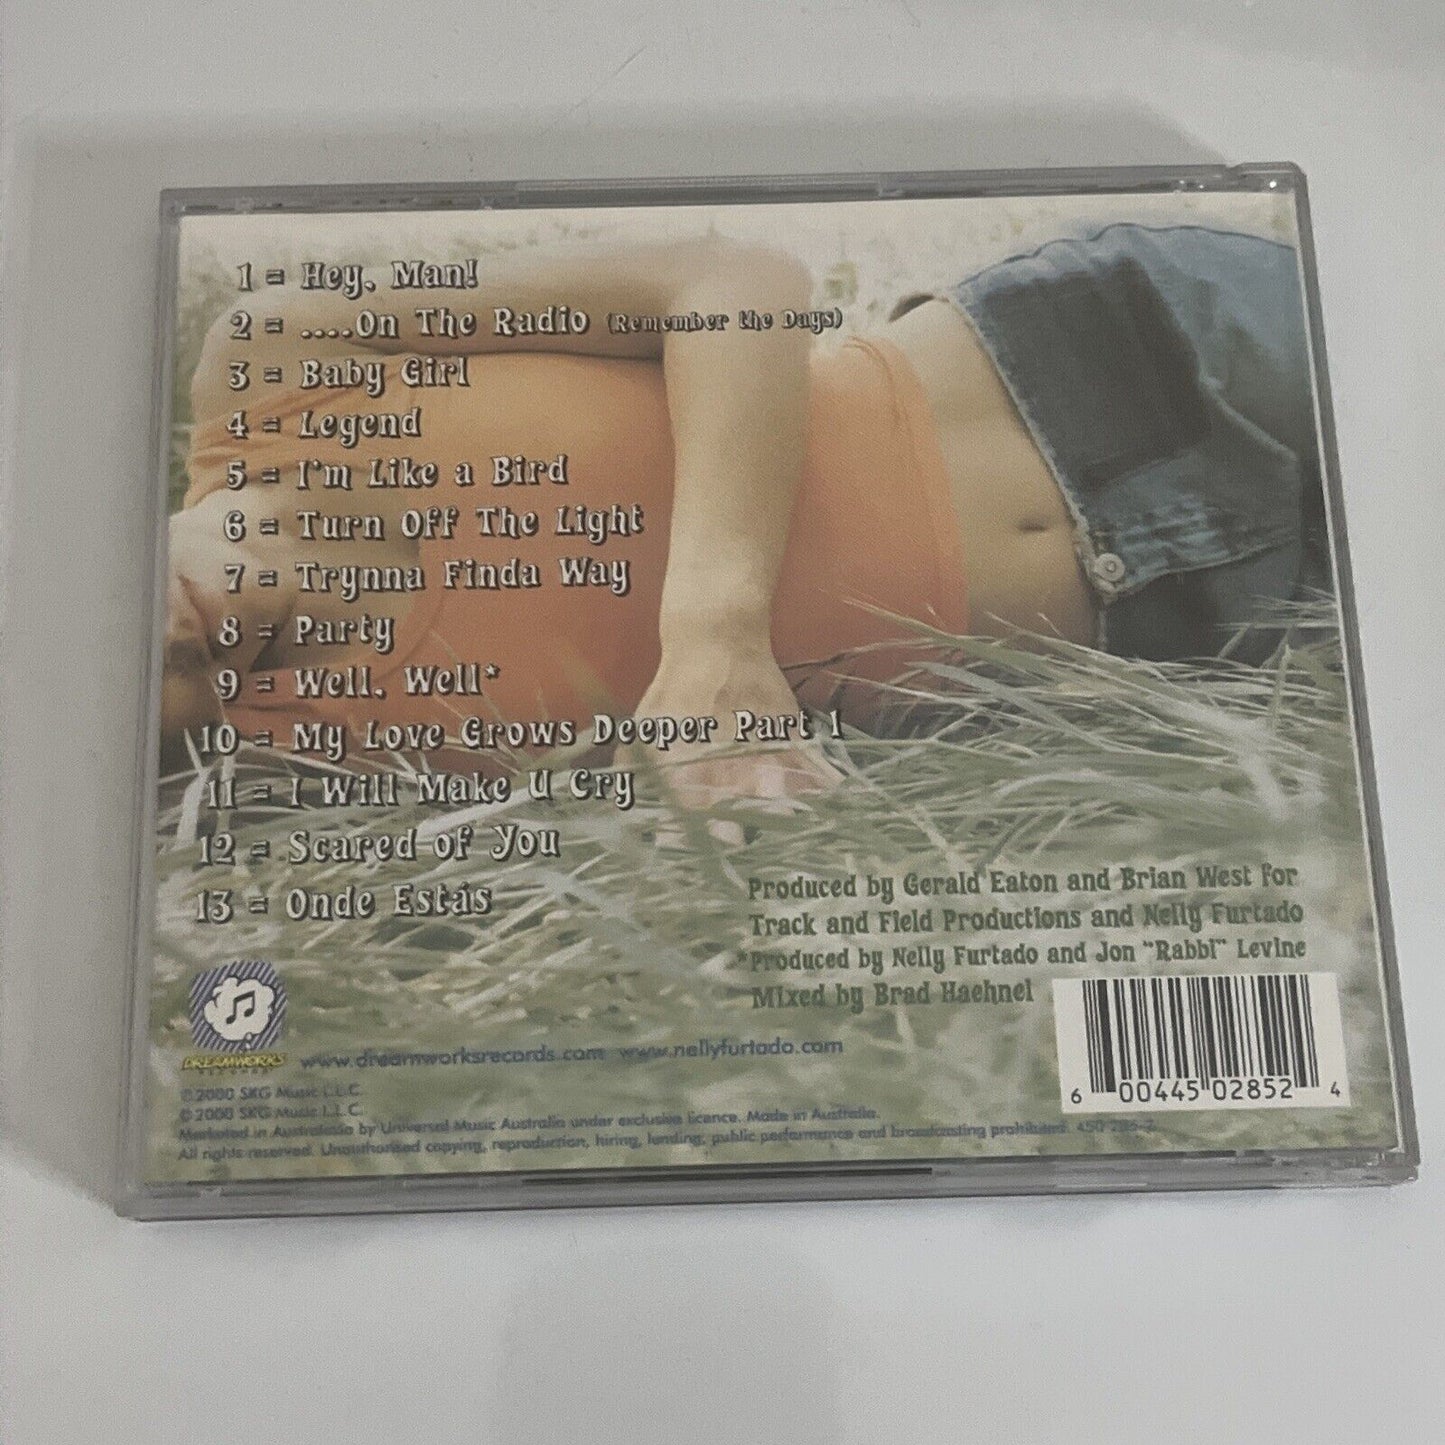 1 = Hey, Man!
2 = ....On The Radio (Remember the Days)
3 = Baby Girl
4 = Legend
5 = I'm Like a Bird
6 = Turn Off The Light
7 = Trynna Finda Way
8 = Party
9 = Well, Well*
10 = My Love Grows Deeper Part 1
11 = I Will Make U Cry
12 = Scared of You
13 = Onde Estás
Produced by Gerald Eaton and Brian West for
Track and Field Productions and Nelly Furtado
*Produced by Nelly Furtado and Jon "Rabbi" Levine
Mixed by Brad Haehnel
DREAMWORKS
RECORDS
www.dreamworksrecords.com www.nellyfurtado.com
℗ 2000 SKG Music L.L.C.
© 2000 SKG Music L.L.C.
Marketed in Australasia by Universal Music Australia under exclusive licence. Made in Australia.
All rights reserved. Unauthorised copying, reproduction, hiring, lending, public performance and broadcasting prohibited. 450 285-2
6 00445 02852 4